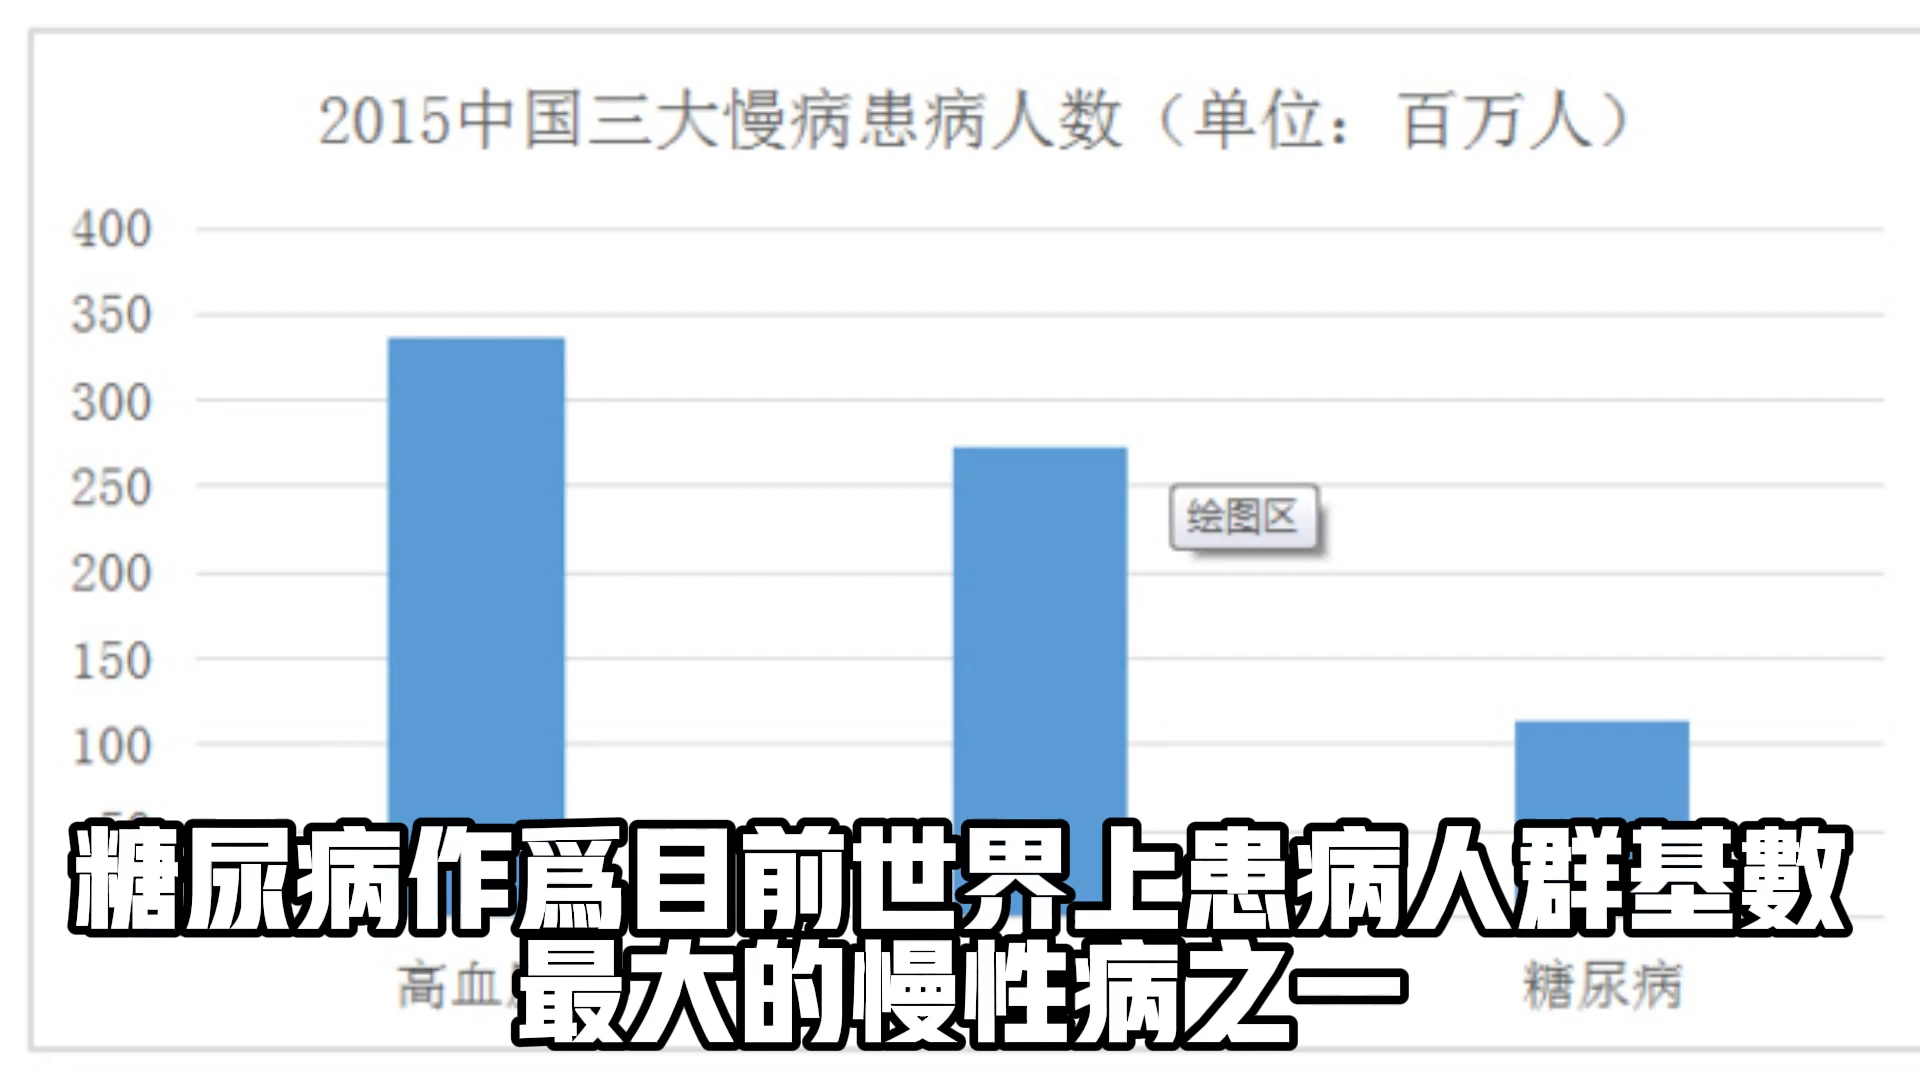 2015中国三大慢病患病人数（单位：百万人）
400
350
300
250
绘图区
200
150
100
糖尿病作爲目前世界上患病人群基數
最大的慢性病之一
高血
糖尿病